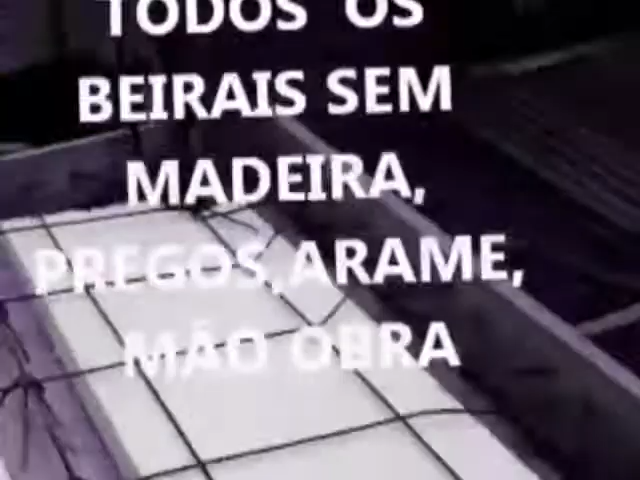 TODOS OS
BEIRAIS SEM
MADEIRA,
PREGOS,ARAME,
MÃO OBRA